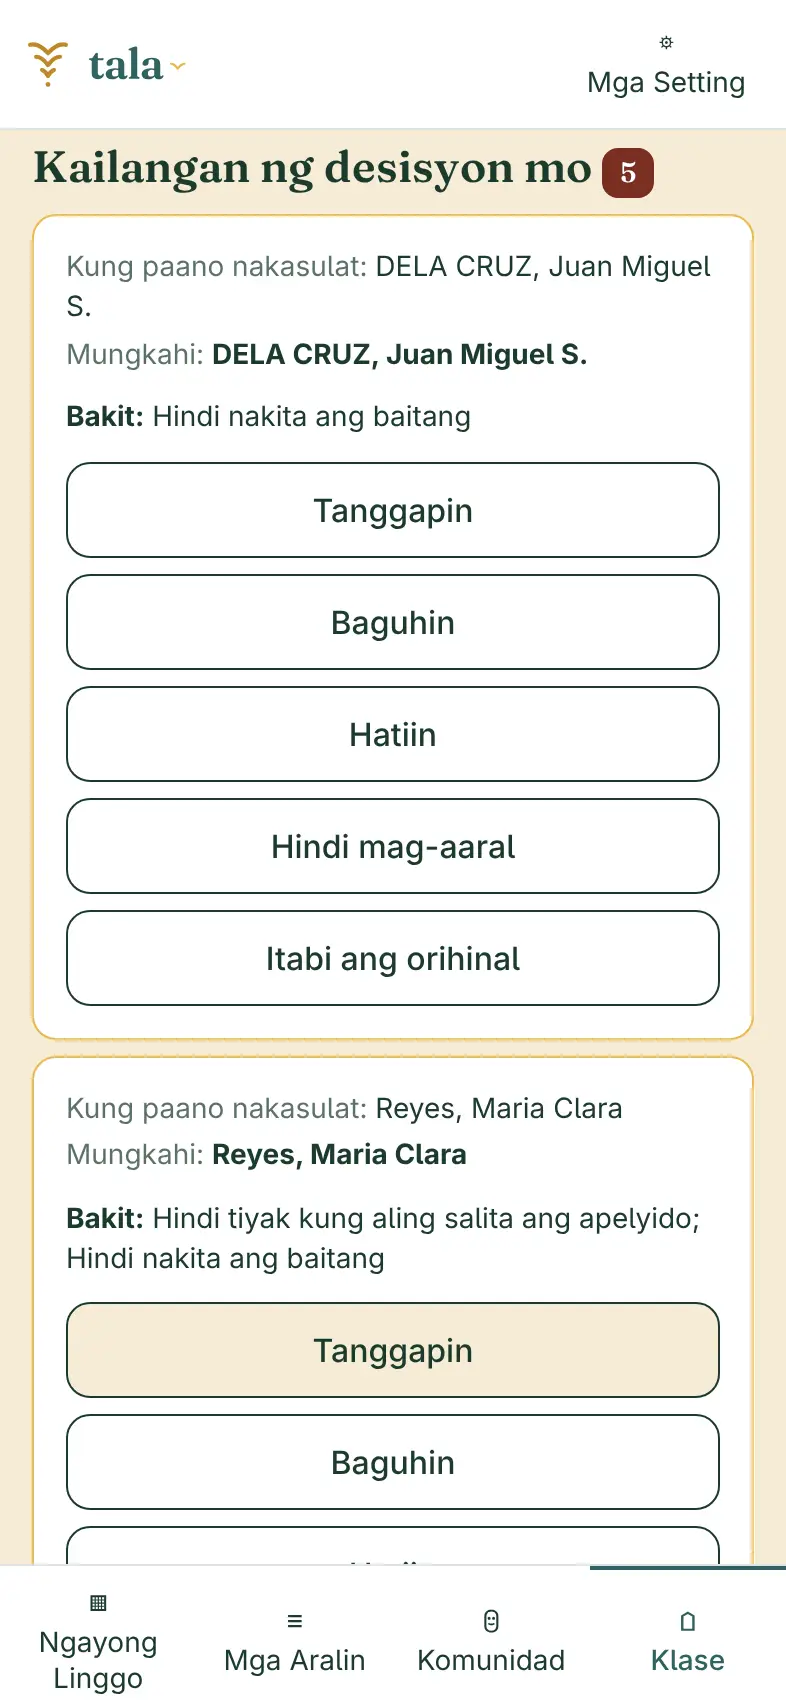 tala
Mga Setting
Kailangan ng desisyon mo 5
Kung paano nakasulat: DELA CRUZ, Juan Miguel
S.
Mungkahi: DELA CRUZ, Juan Miguel S.
Bakit: Hindi nakita ang baitang
Tanggapin
Baguhin
Hatiin
Hindi mag-aaral
Itabi ang orihinal
Kung paano nakasulat: Reyes, Maria Clara
Mungkahi: Reyes, Maria Clara
Bakit: Hindi tiyak kung aling salita ang apelyido;
Hindi nakita ang baitang
Tanggapin
Baguhin
Ngayong
Linggo
Mga Aralin
Komunidad
Klase